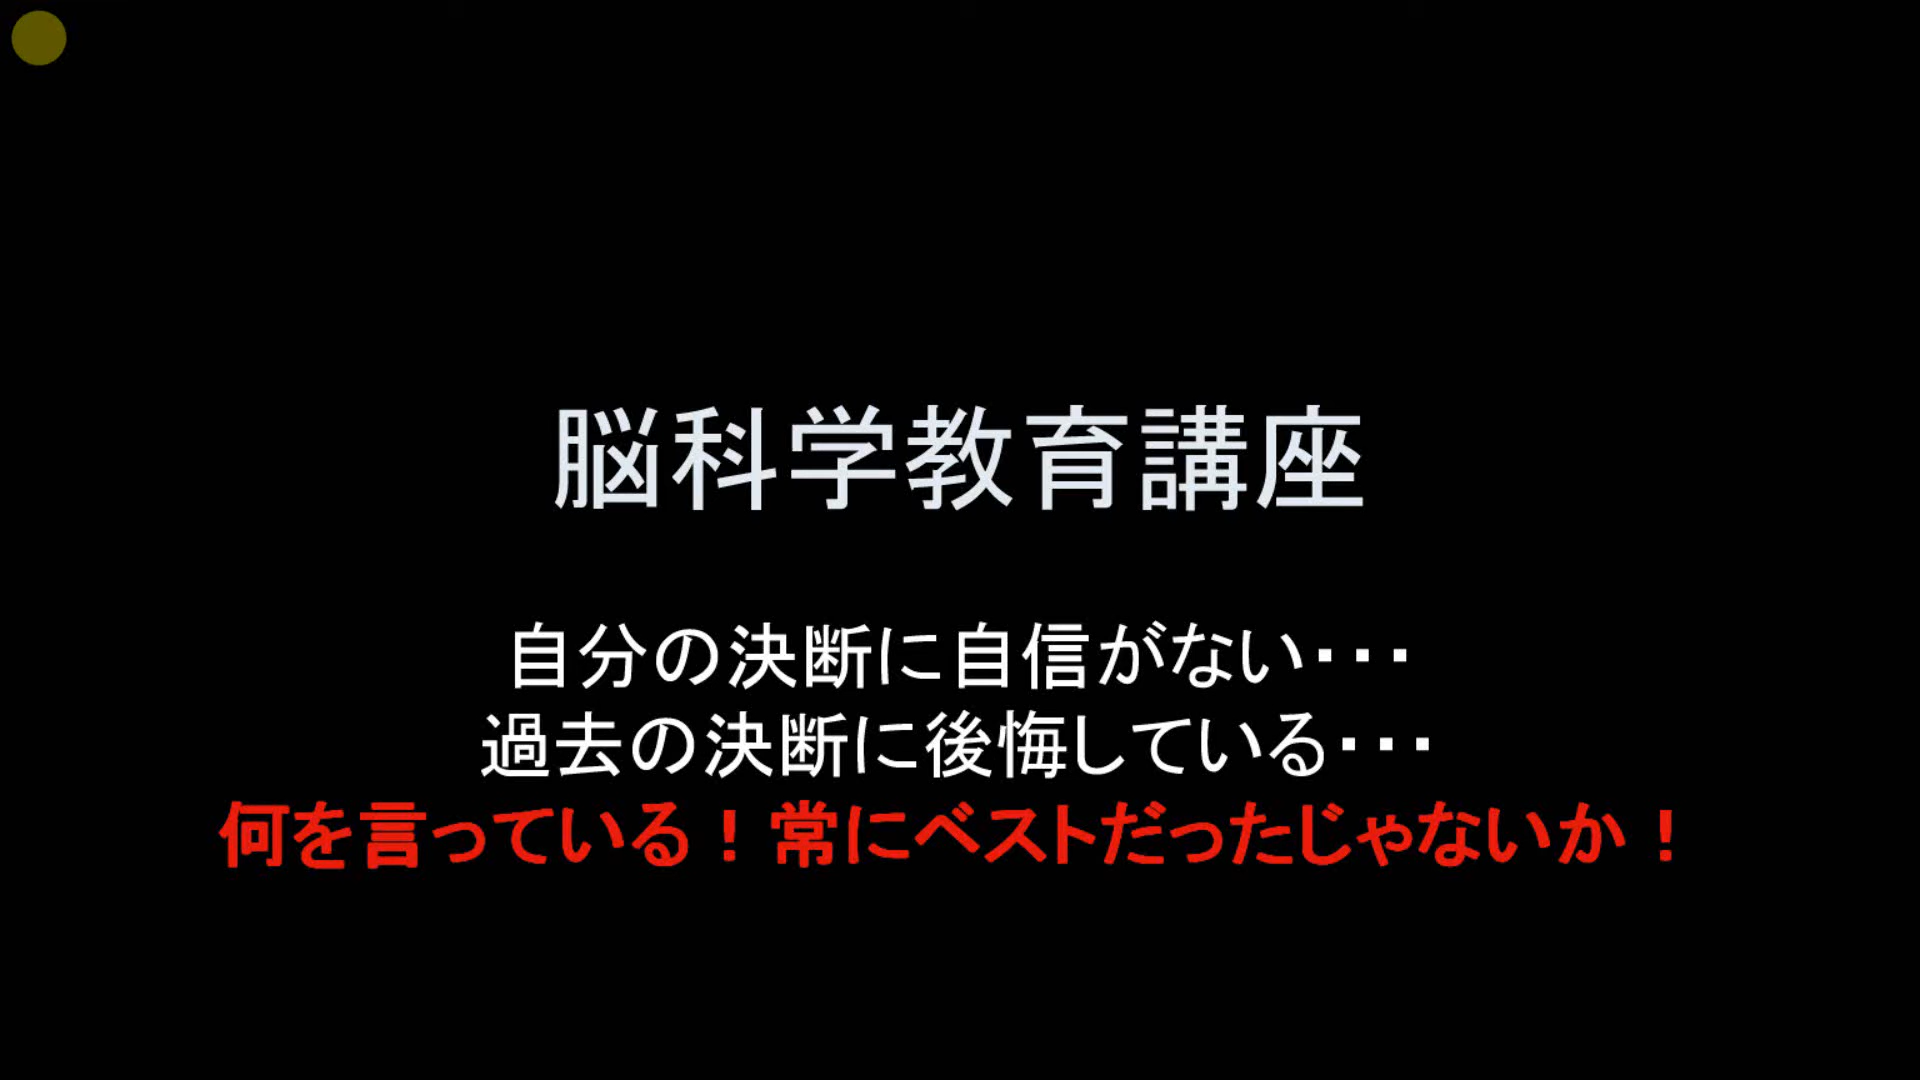 脳科学教育講座
自分の決断に自信がない・・・
過去の決断に後悔している・・・
何を言っている！常にベストだったじゃないか！